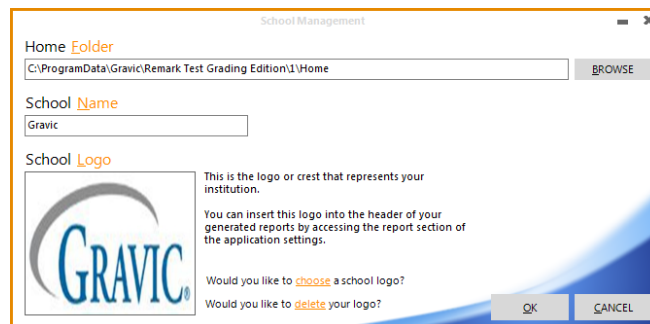 School Management
Home Folder
C:\ProgramData\Gravic\Remark Test Grading Edition\1\Home
BROWSE
School Name
Gravic
School Logo
GRAVIC®
This is the logo or crest that represents your
institution.
You can insert this logo into the header of your
generated reports by accessing the report section of
the application settings.
Would you like to choose a school logo?
Would you like to delete your logo?
OK
CANCEL